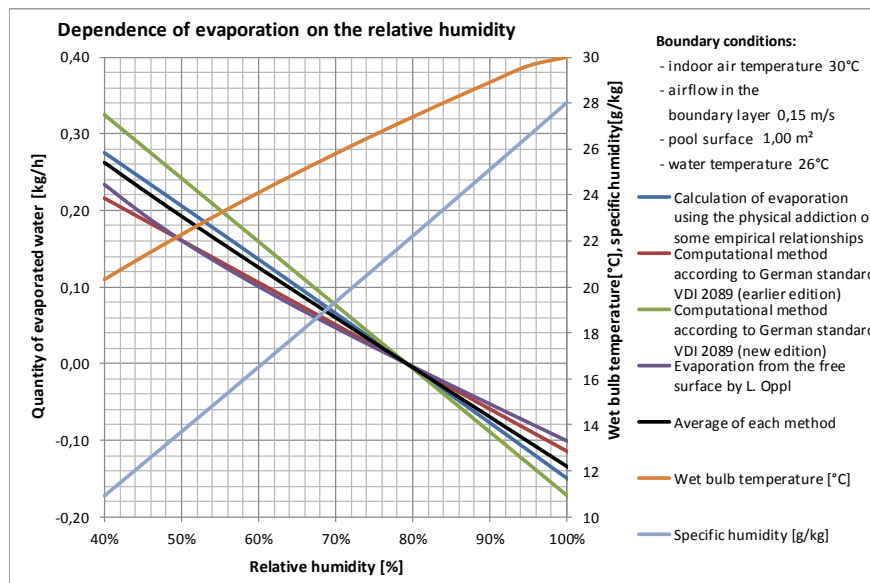 Dependence of evaporation on the relative humidity
0,40
0,30
0,20
0,10
0,00
-0,10
-0,20
Quantity of evaporated water [kg/h]
30
28
26
24
22
20
18
16
14
12
10
Wet bulb temperature[°C], specific humidity[g/kg]
40% 50% 60% 70% 80% 90% 100%
Relative humidity [%]
Boundary conditions:
- indoor air temperature 30°C
- airflow in the
boundary layer 0,15 m/s
- pool surface 1,00 m²
- water temperature 26°C
Calculation of evaporation
using the physical addiction of
some empirical relationships
Computational method
according to German standard
VDI 2089 (earlier edition)
Computational method
according to German standard
VDI 2089 (new edition)
Evaporation from the free
surface by L. Oppl
Average of each method
Wet bulb temperature [°C]
Specific humidity [g/kg]